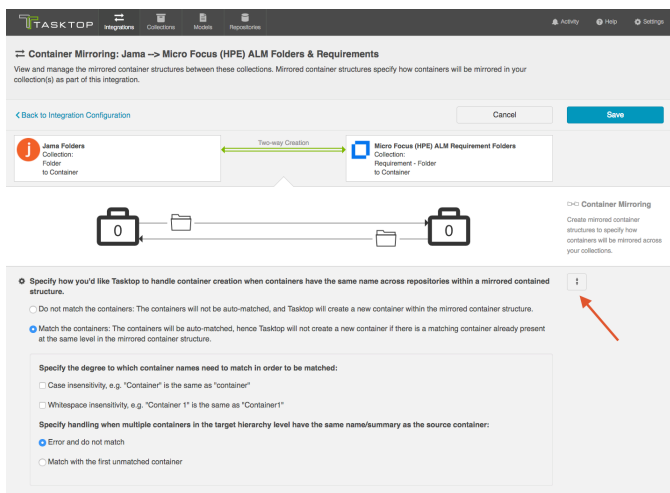 TASKTOP
Integrations
Collections
Models
Repositories
Activity
Help
Settings
Container Mirroring: Jama --> Micro Focus (HPE) ALM Folders & Requirements
View and manage the mirrored container structures between these collections. Mirrored container structures specify how containers will be mirrored in your
collection(s) as part of this integration.
Back to Integration Configuration
Cancel
Save
Jama Folders
Collection:
Folder
to Container
Two-way Creation
Micro Focus (HPE) ALM Requirement Folders
Collection:
Requirement - Folder
to Container
0
0
Container Mirroring
Create mirrored container
structures to specify how
containers will be mirrored across
your collections.
Specify how you'd like Tasktop to handle container creation when containers have the same name across repositories within a mirrored contained
structure.
Do not match the containers: The containers will not be auto-matched, and Tasktop will create a new container within the mirrored container structure.
Match the containers: The containers will be auto-matched, hence Tasktop will not create a new container if there is a matching container already present
at the same level in the mirrored container structure.
Specify the degree to which container names need to match in order to be matched:
Case insensitivity, e.g. "Container" is the same as "container"
Whitespace insensitivity, e.g. "Container 1" is the same as "Container1"
Specify handling when multiple containers in the target hierarchy level have the same name/summary as the source container:
Error and do not match
Match with the first unmatched container